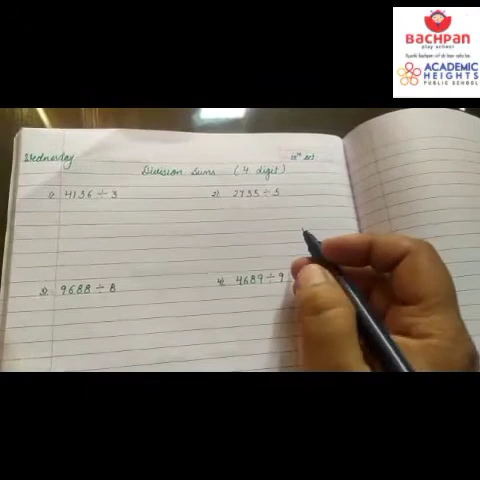 BACHPAN
play school
ACADEMIC
HEIGHTS
PUBLIC SCHOOL
Wednesday
Division Sums (4 digit)
1) 4136 ÷ 3
2) 2735 ÷ 5
3) 9688 ÷ 8
4) 4689 ÷ 9